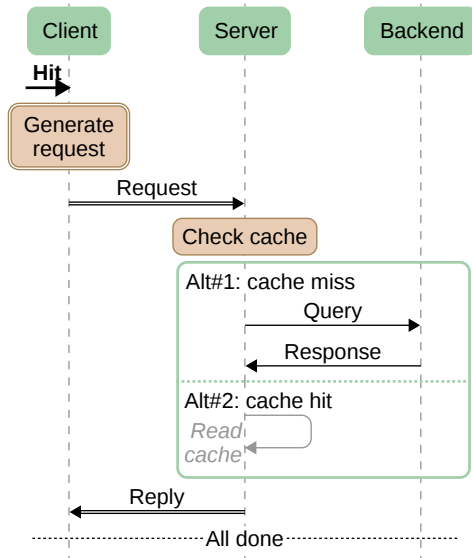 Client
Server
Backend
Hit
Generate
request
Request
Check cache
Alt#1: cache miss
Query
Response
Alt#2: cache hit
Read
cache
Reply
All done